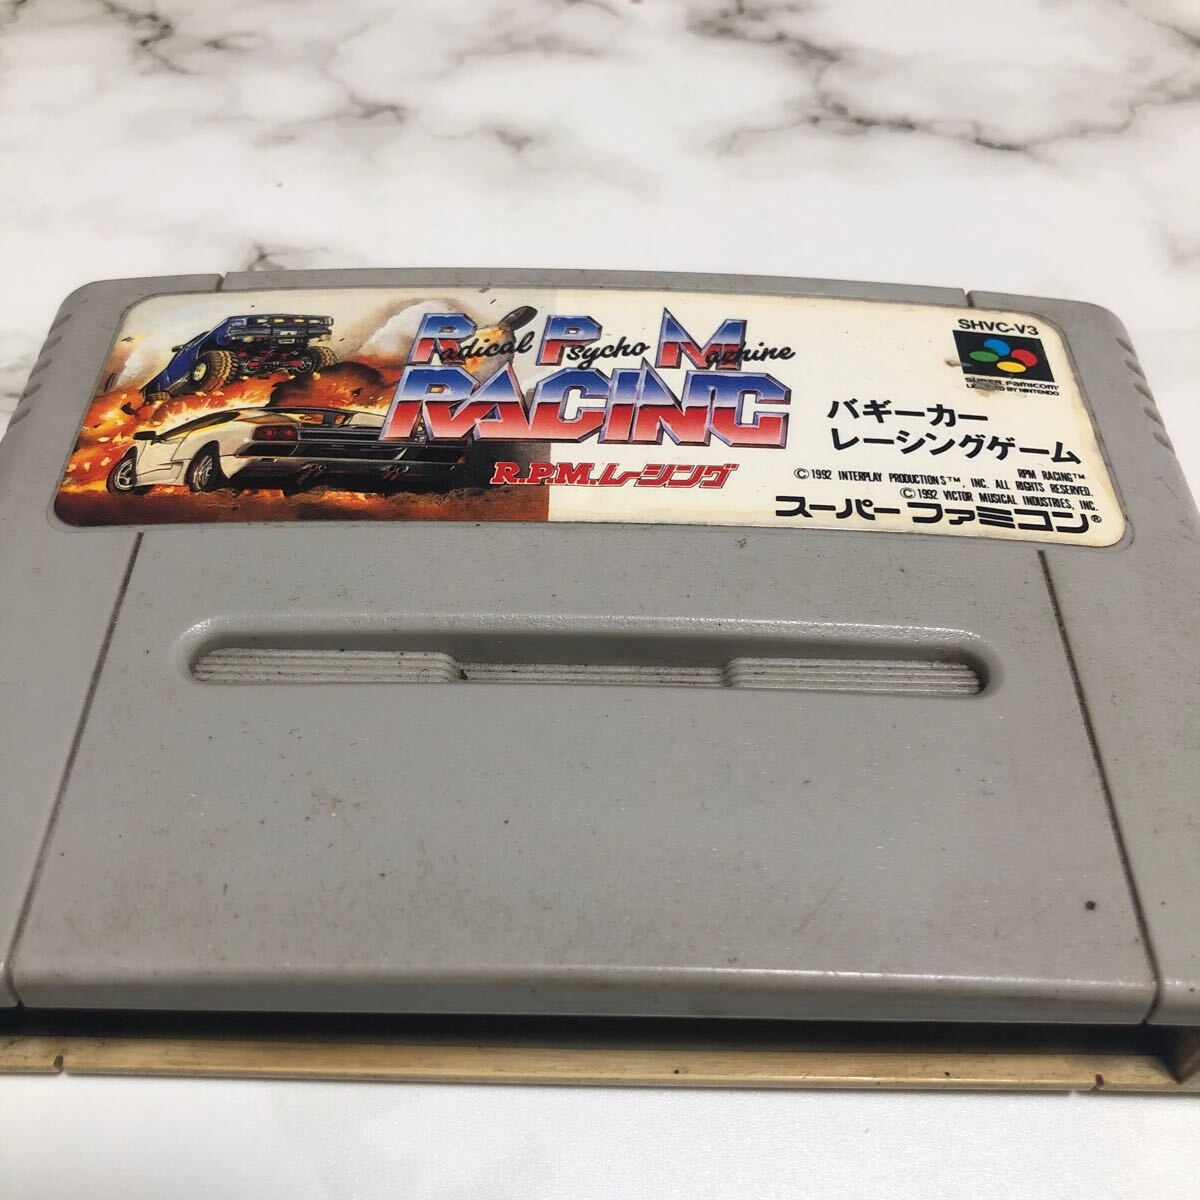 Radical Psycho Machine
RACING
R.P.M.レーシング
SHVC-V3
SUPER FAMICOM
LICENSED BY NINTENDO
バギーカー
レーシングゲーム
RPM RACING™
©1992 INTERPLAY PRODUCTIONS™, INC. ALL RIGHTS RESERVED.
©1992 VICTOR MUSICAL INDUSTRIES, INC.
スーパーファミコン®